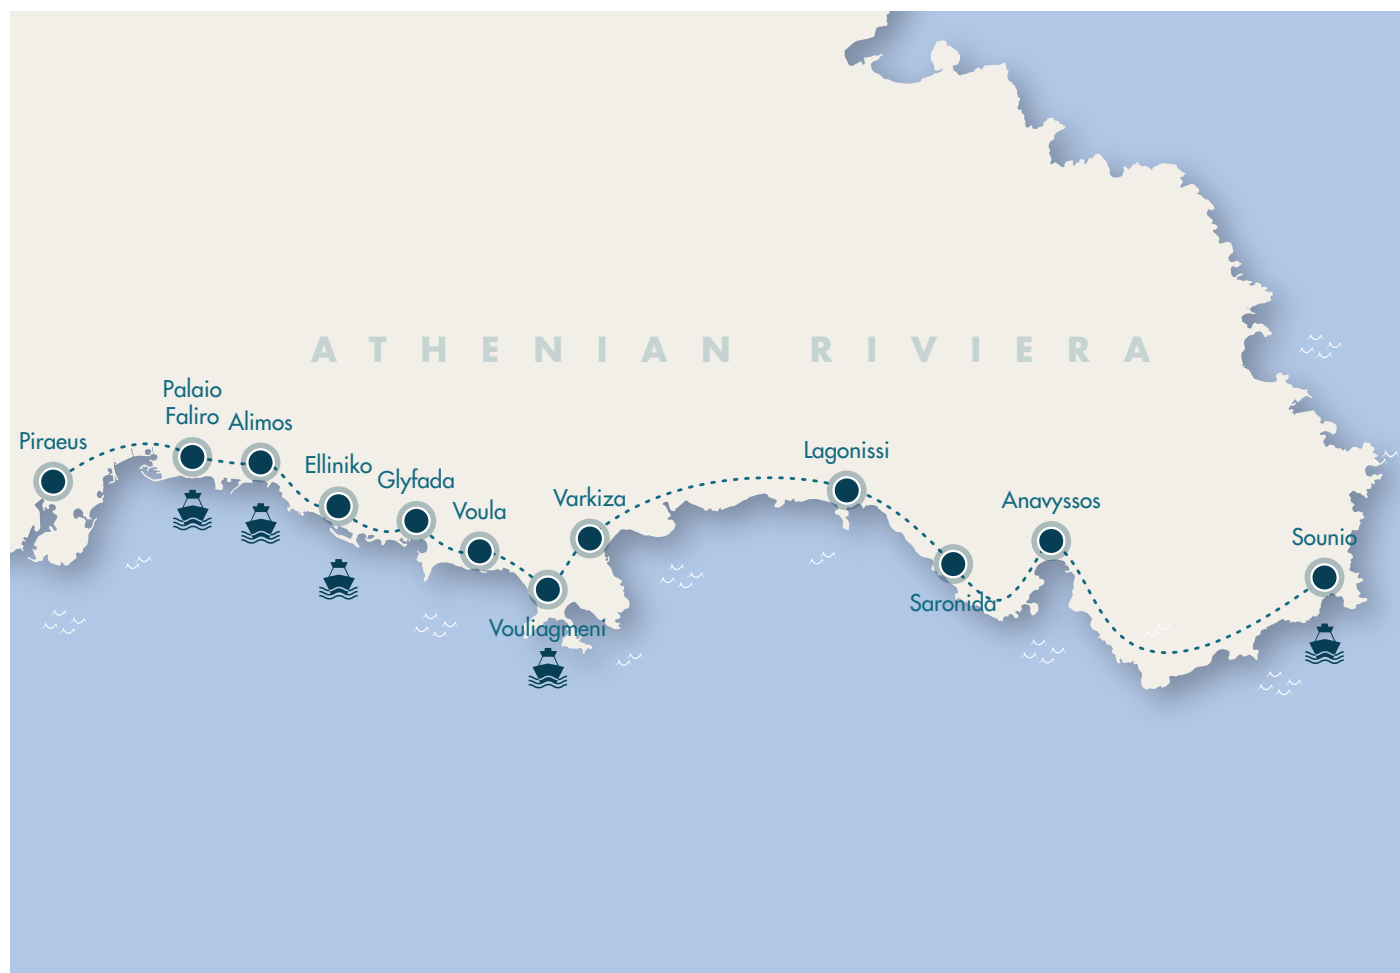 ATHENIAN RIVIERA
Palaio
Faliro
Alimos
Piraeus
Elliniko
Glyfada
Voula
Varkiza
Vouliagmeni
Lagonissi
Saronida
Anavyssos
Sounio